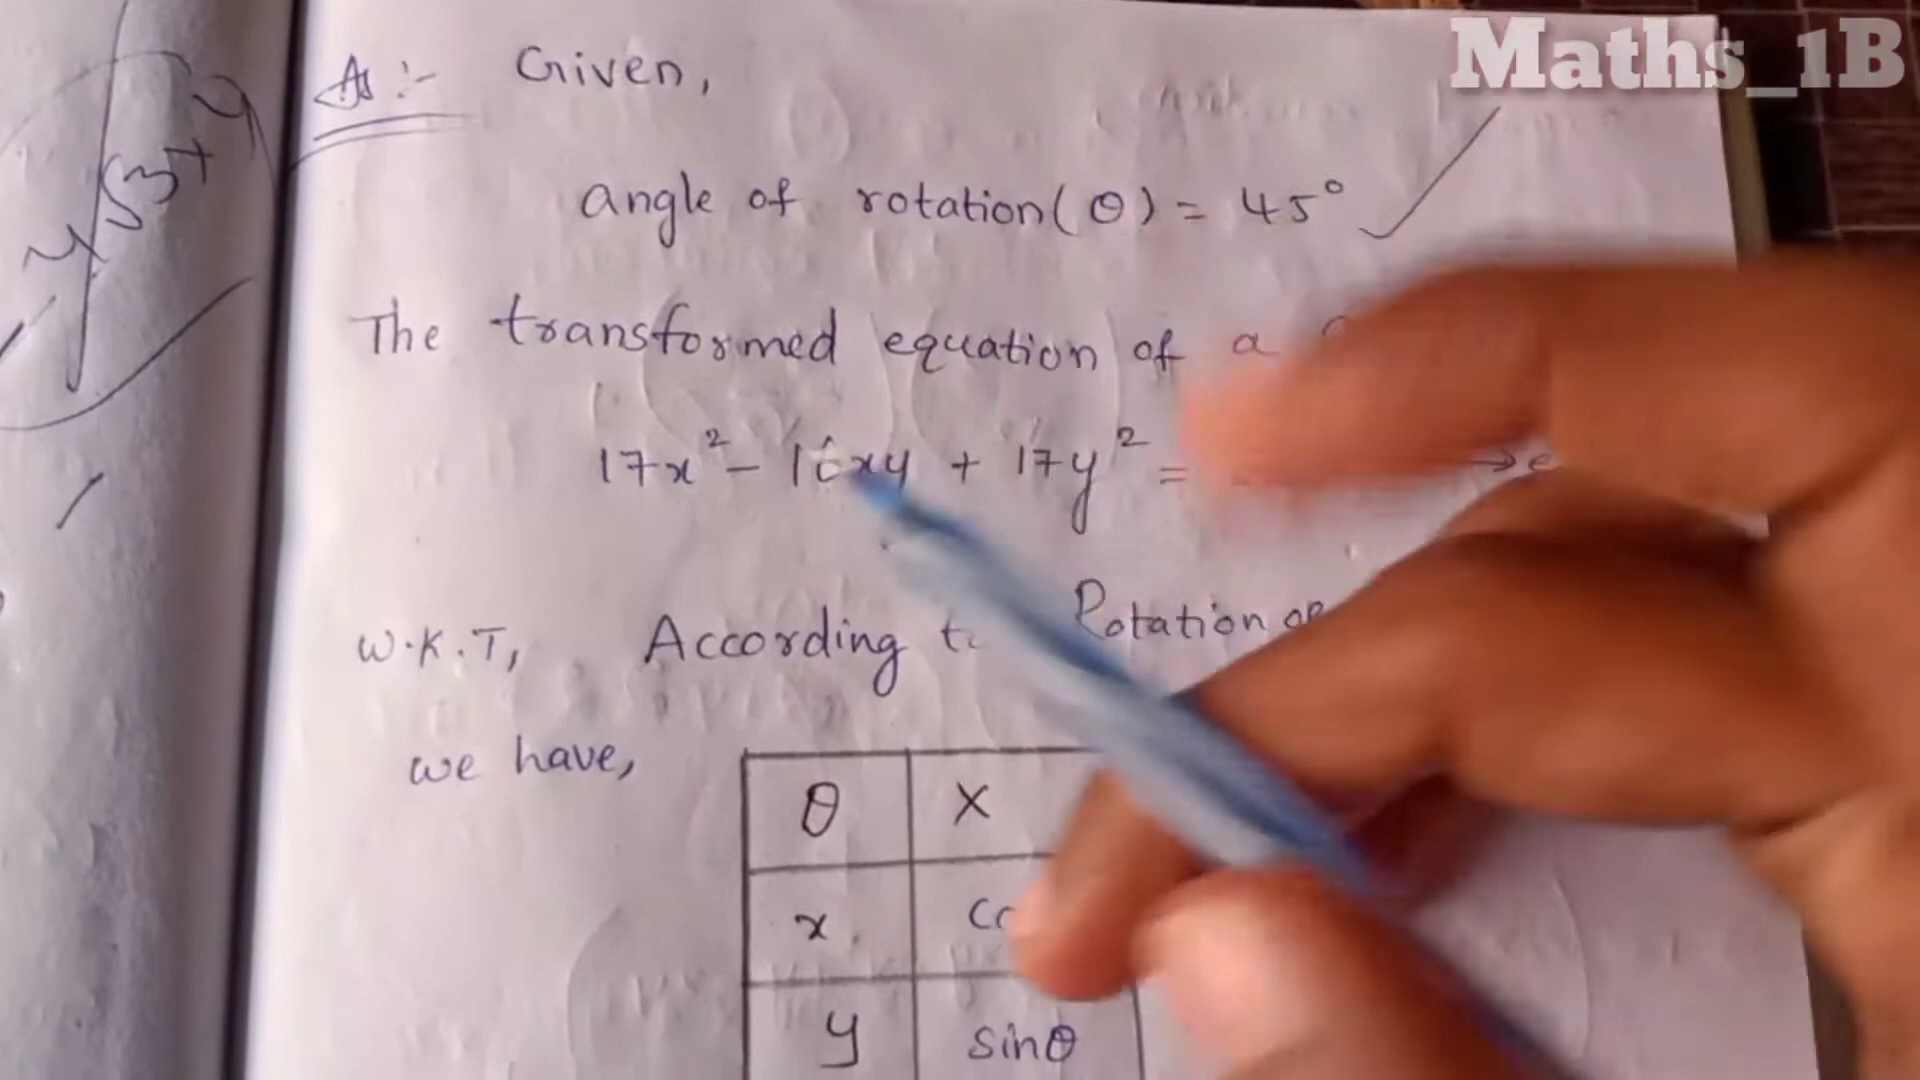 Maths_1B
As :- Given,
√3 +
angle of rotation(θ) = 45°
The transformed equation of a
17x² - 16xy + 17y² =
W.K.T, According Rotation
we have,
θ X
x
y sinθ